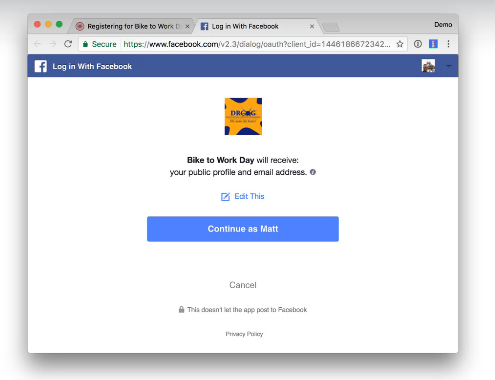 Registering for Bike to Work D
Log in With Facebook
Demo
Secure
https://www.facebook.com/v2.3/dialog/oauth?client_id=1446186672342...
Log in With Facebook
DRCOG
Bike to Work Day will receive:
your public profile and email address.
Edit This
Continue as Matt
Cancel
This doesn't let the app post to Facebook
Privacy Policy